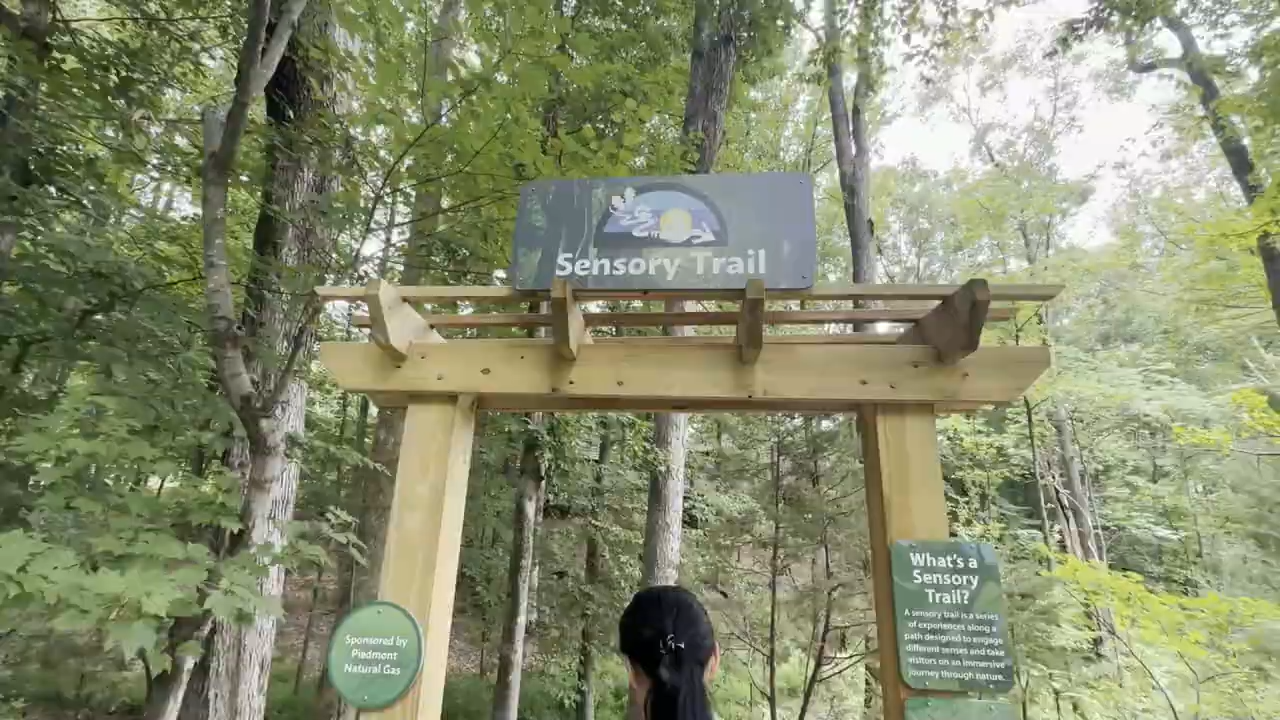 Sensory Trail
Sponsored by
Piedmont
Natural Gas
What's a
Sensory
Trail?
A sensory trail is a series
of experiences along a
path designed to engage
different senses and take
visitors on an immersive
journey through nature.